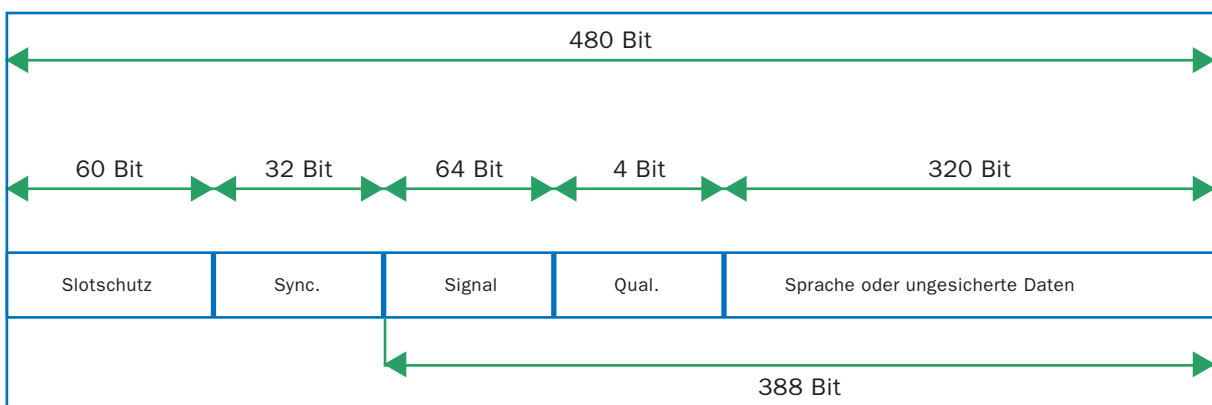 480 Bit
60 Bit 32 Bit 64 Bit 4 Bit 320 Bit
Slotschutz Sync. Signal Qual. Sprache oder ungesicherte Daten
388 Bit